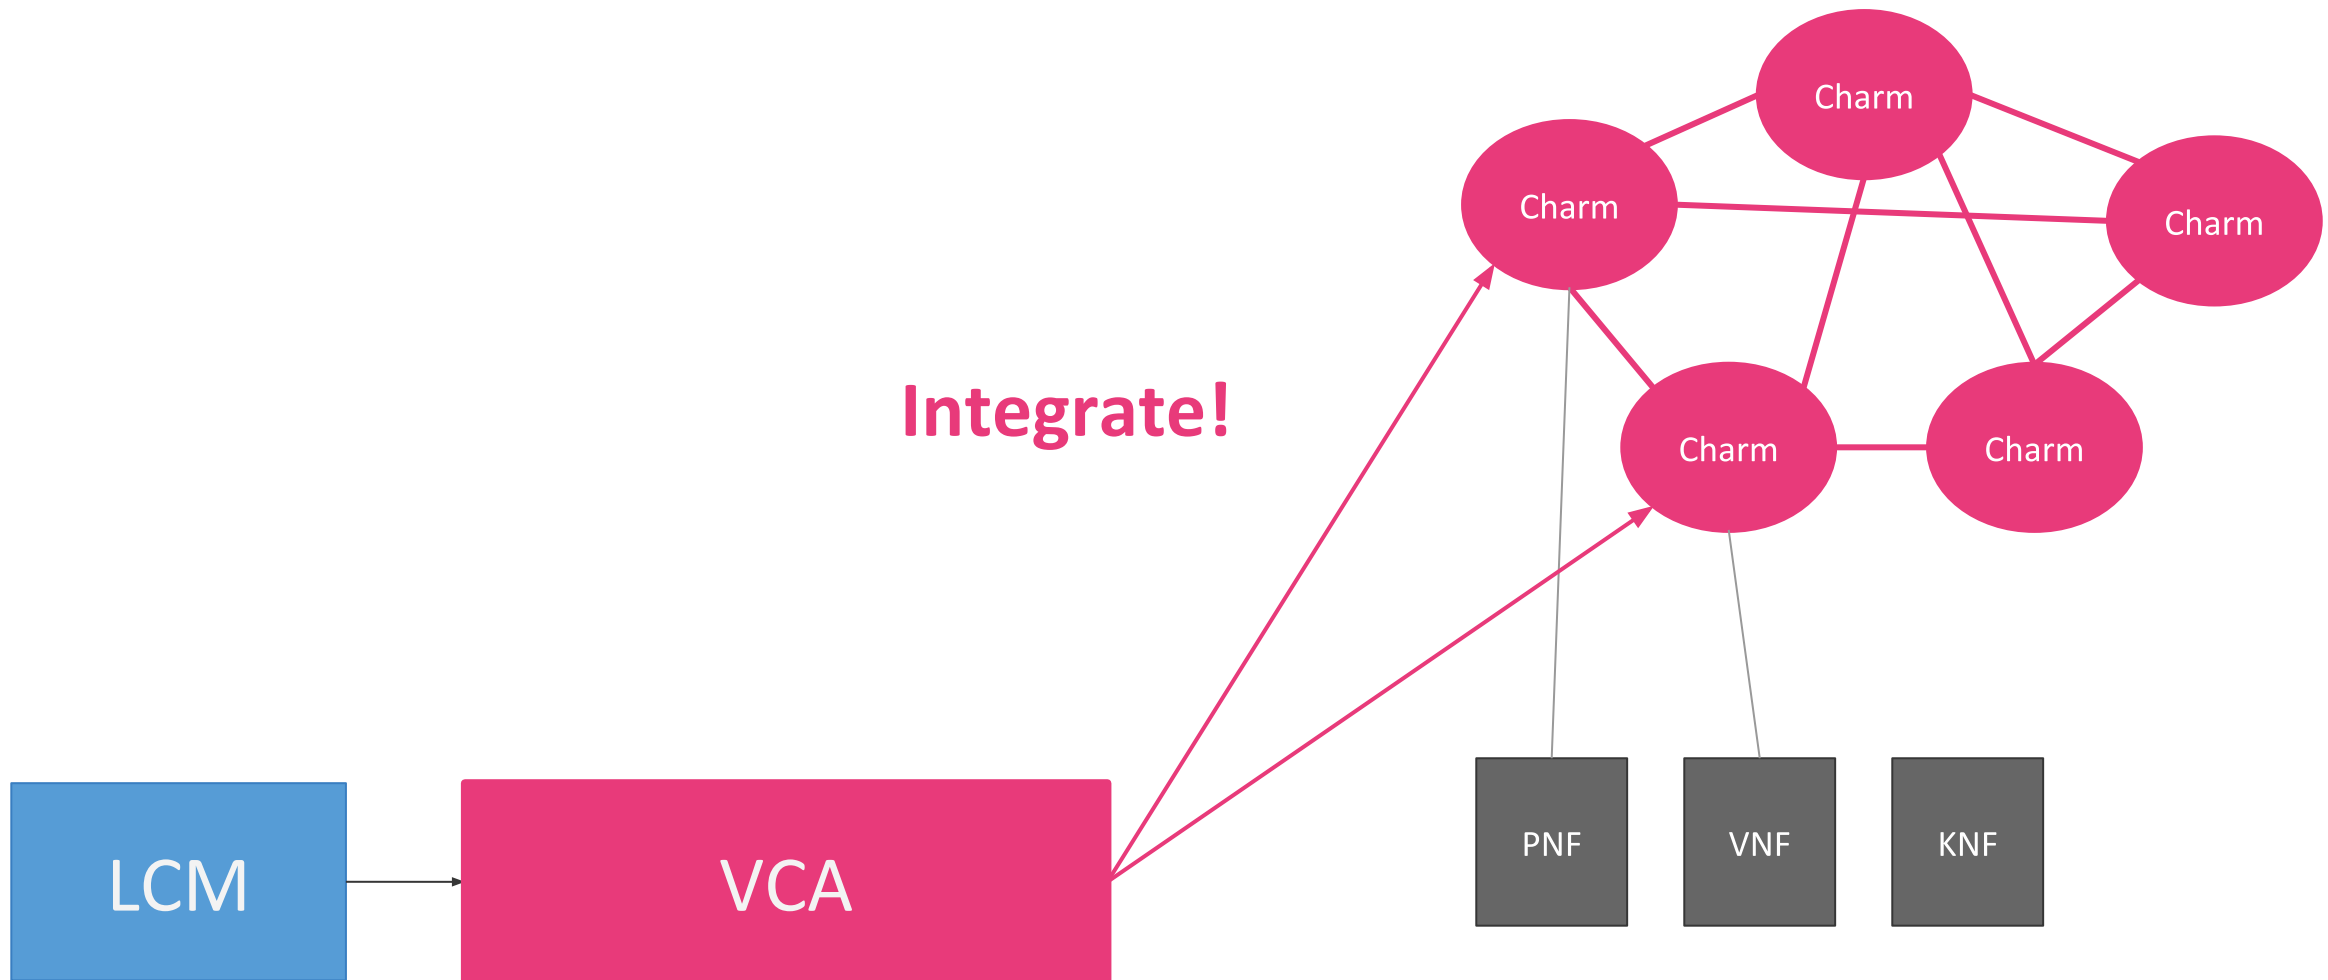 Charm
Charm
Charm
Integrate!
Charm
Charm
PNF
VNF
KNF
LCM
VCA